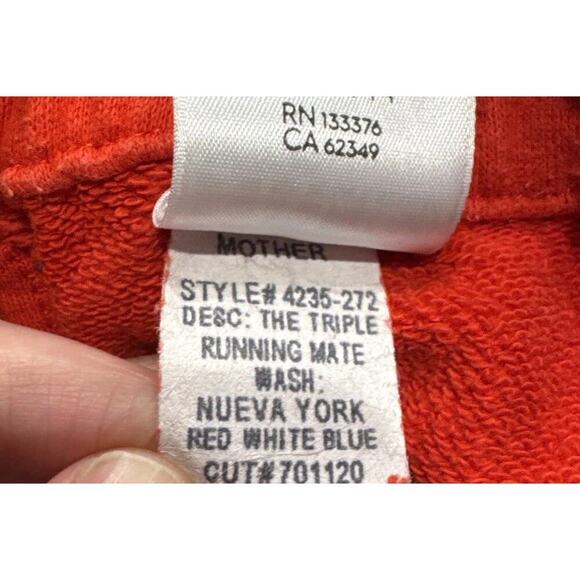 RN 133376
CA 62349
MOTHER
STYLE# 4235-272
DESC: THE TRIPLE
RUNNING MATE
WASH:
NUEVA YORK
RED WHITE BLUE
CUT# 701120